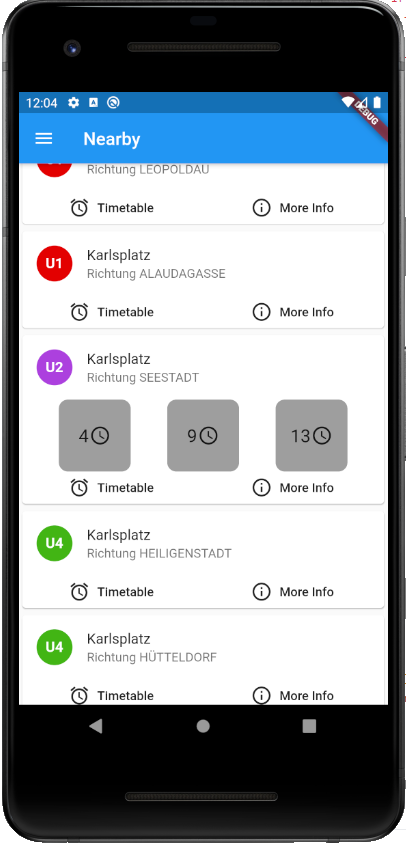 12:04
DEBUG
Nearby
Richtung LEOPOLDAU
Timetable More Info
U1 Karlsplatz
Richtung ALAUDAGASSE
Timetable More Info
U2 Karlsplatz
Richtung SEESTADT
4 9 13
Timetable More Info
U4 Karlsplatz
Richtung HEILIGENSTADT
Timetable More Info
U4 Karlsplatz
Richtung HÜTTELDORF
Timetable More Info